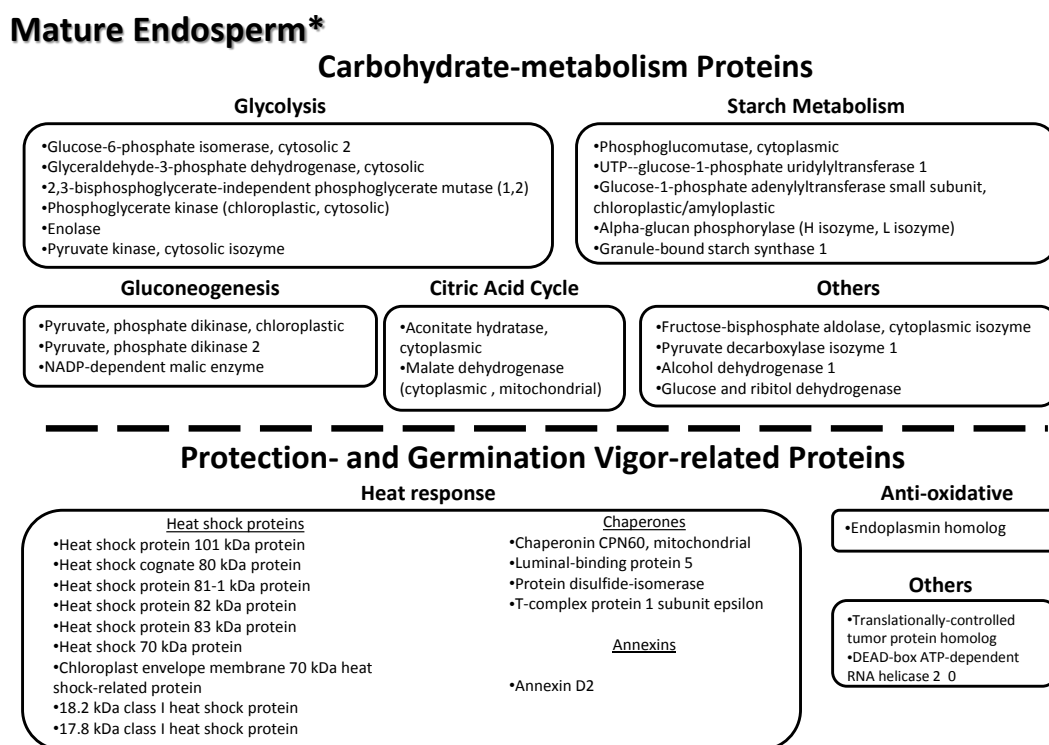 Mature Endosperm*
Carbohydrate-metabolism Proteins
Glycolysis
•Glucose-6-phosphate isomerase, cytosolic 2
•Glyceraldehyde-3-phosphate dehydrogenase, cytosolic
•2,3-bisphosphoglycerate-independent phosphoglycerate mutase (1,2)
•Phosphoglycerate kinase (chloroplastic, cytosolic)
•Enolase
•Pyruvate kinase, cytosolic isozyme
Starch Metabolism
•Phosphoglucomutase, cytoplasmic
•UTP--glucose-1-phosphate uridylyltransferase 1
•Glucose-1-phosphate adenylyltransferase small subunit,
chloroplastic/amyloplastic
•Alpha-glucan phosphorylase (H isozyme, L isozyme)
•Granule-bound starch synthase 1
Gluconeogenesis
•Pyruvate, phosphate dikinase, chloroplastic
•Pyruvate, phosphate dikinase 2
•NADP-dependent malic enzyme
Citric Acid Cycle
•Aconitate hydratase,
cytoplasmic
•Malate dehydrogenase
(cytoplasmic , mitochondrial)
Others
•Fructose-bisphosphate aldolase, cytoplasmic isozyme
•Pyruvate decarboxylase isozyme 1
•Alcohol dehydrogenase 1
•Glucose and ribitol dehydrogenase
Protection- and Germination Vigor-related Proteins
Heat response
Heat shock proteins
•Heat shock protein 101 kDa protein
•Heat shock cognate 80 kDa protein
•Heat shock protein 81-1 kDa protein
•Heat shock protein 82 kDa protein
•Heat shock protein 83 kDa protein
•Heat shock 70 kDa protein
•Chloroplast envelope membrane 70 kDa heat
shock-related protein
•18.2 kDa class I heat shock protein
•17.8 kDa class I heat shock protein
Chaperones
•Chaperonin CPN60, mitochondrial
•Luminal-binding protein 5
•Protein disulfide-isomerase
•T-complex protein 1 subunit epsilon
Annexins
•Annexin D2
Anti-oxidative
•Endoplasmin homolog
Others
•Translationally-controlled
tumor protein homolog
•DEAD-box ATP-dependent
RNA helicase 2 0